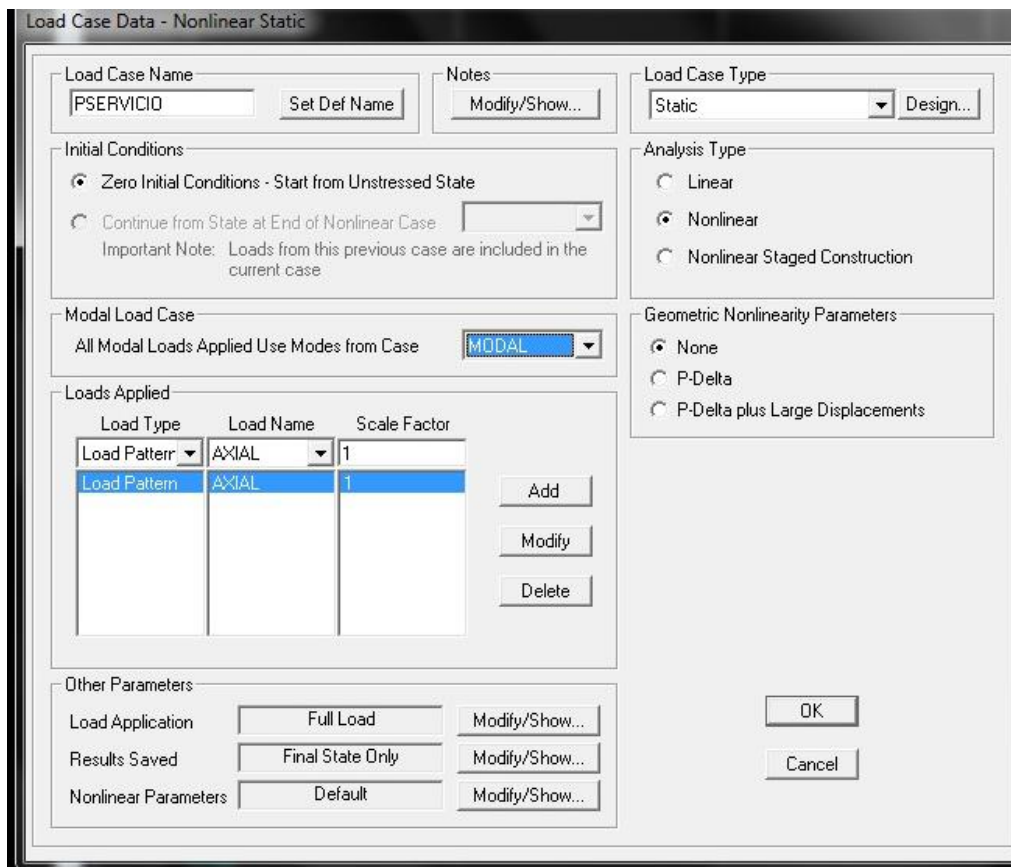 Load Case Data - Nonlinear Static
Load Case Name
PSERVICIO
Set Def Name
Notes
Modify/Show...
Load Case Type
Static
Design...
Initial Conditions
Zero Initial Conditions - Start from Unstressed State
Continue from State at End of Nonlinear Case
Important Note: Loads from this previous case are included in the
current case
Analysis Type
Linear
Nonlinear
Nonlinear Staged Construction
Modal Load Case
All Modal Loads Applied Use Modes from Case
MODAL
Geometric Nonlinearity Parameters
None
P-Delta
P-Delta plus Large Displacements
Loads Applied
Load Type Load Name Scale Factor
Load Pattern AXIAL 1
Load Pattern AXIAL 1
Add
Modify
Delete
Other Parameters
Load Application Full Load Modify/Show...
Results Saved Final State Only Modify/Show...
Nonlinear Parameters Default Modify/Show...
OK
Cancel